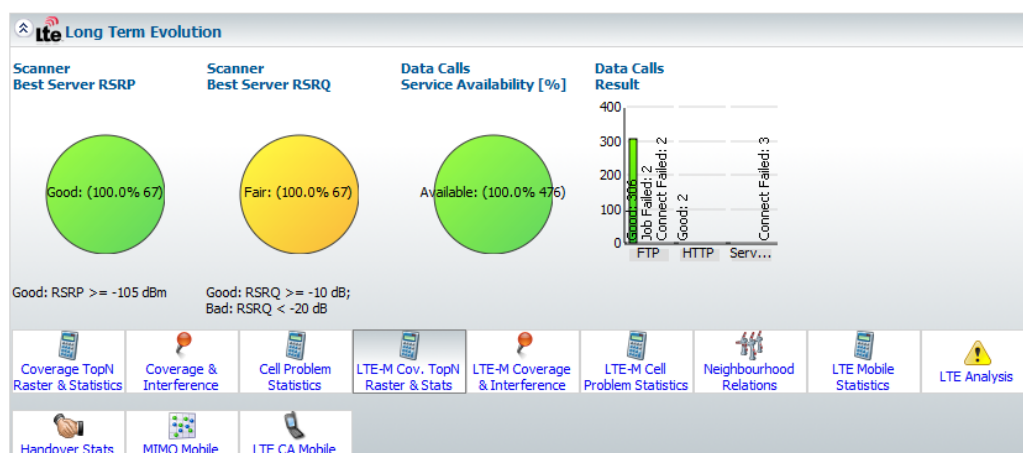 Lte Long Term Evolution
Scanner
Best Server RSRP
Scanner
Best Server RSRQ
Data Calls
Service Availability [%]
Data Calls
Result
Good: (100.0% 67)
Fair: (100.0% 67)
Available: (100.0% 476)
400
300
200
100
0
Good: 306
Job Failed: 2
Connect Failed: 2
Good: 2
Connect Failed: 3
FTP
HTTP
Serv...
Good: RSRP >= -105 dBm
Good: RSRQ >= -10 dB;
Bad: RSRQ < -20 dB
Coverage TopN
Raster & Statistics
Coverage &
Interference
Cell Problem
Statistics
LTE-M Cov. TopN
Raster & Stats
LTE-M Coverage
& Interference
LTE-M Cell
Problem Statistics
Neighbourhood
Relations
LTE Mobile
Statistics
LTE Analysis
Handover Stats
MIMO Mobile
LTE CA Mobile